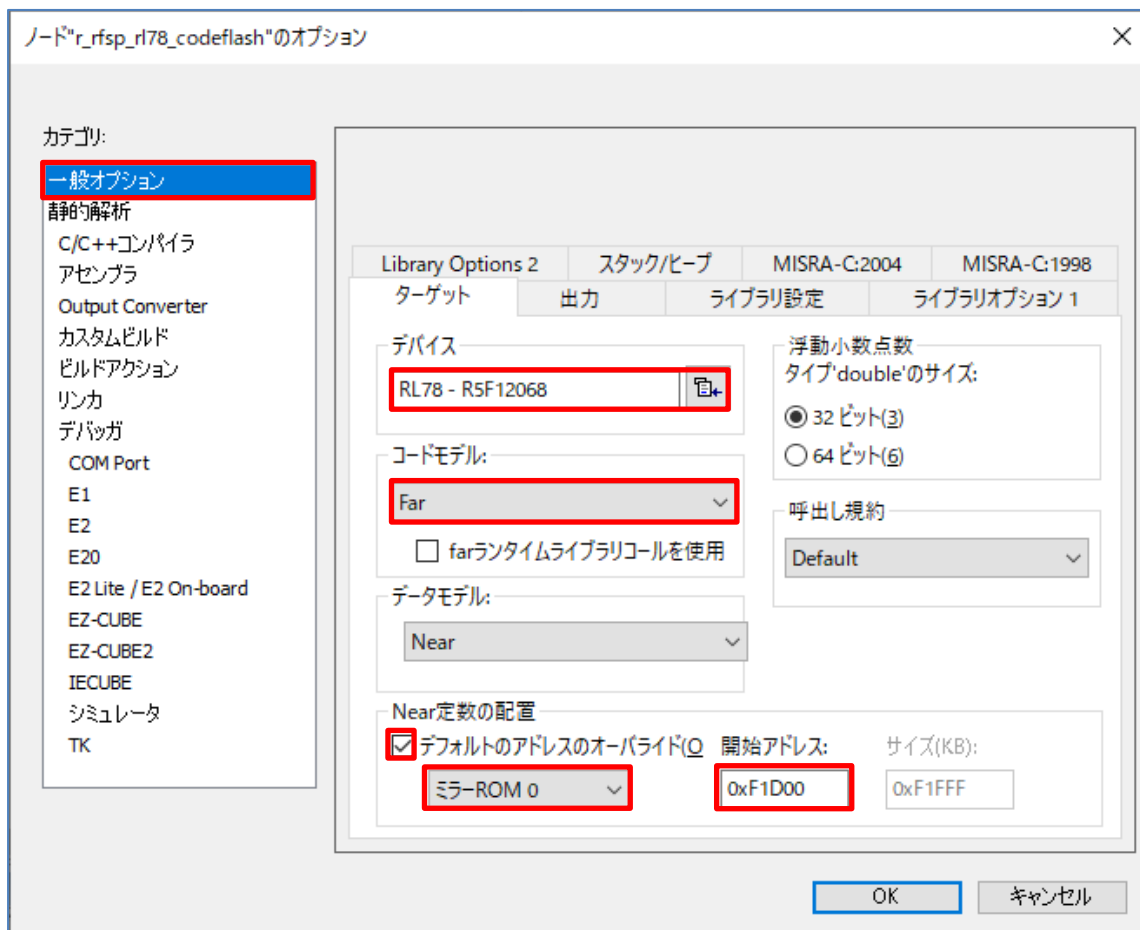 ノード"r_rfsp_rl78_codeflash"のオプション
カテゴリ:
一般オプション
静的解析
C/C++コンパイラ
アセンブラ
Output Converter
カスタムビルド
ビルドアクション
リンカ
デバッガ
COM Port
E1
E2
E20
E2 Lite / E2 On-board
EZ-CUBE
EZ-CUBE2
IECUBE
シミュレータ
TK
Library Options 2 スタック/ヒープ MISRA-C:2004 MISRA-C:1998
ターゲット 出力 ライブラリ設定 ライブラリオプション 1
デバイス
RL78 - R5F12068
コードモデル:
Far
farランタイムライブラリコールを使用
データモデル:
Near
浮動小数点数
タイプ'double'のサイズ:
32 ビット(3)
64 ビット(6)
呼出し規約
Default
Near定数の配置
デフォルトのアドレスのオーバライド(O 開始アドレス: サイズ(KB):
ミラーROM 0 0xF1D00 0xF1FFF
OK キャンセル